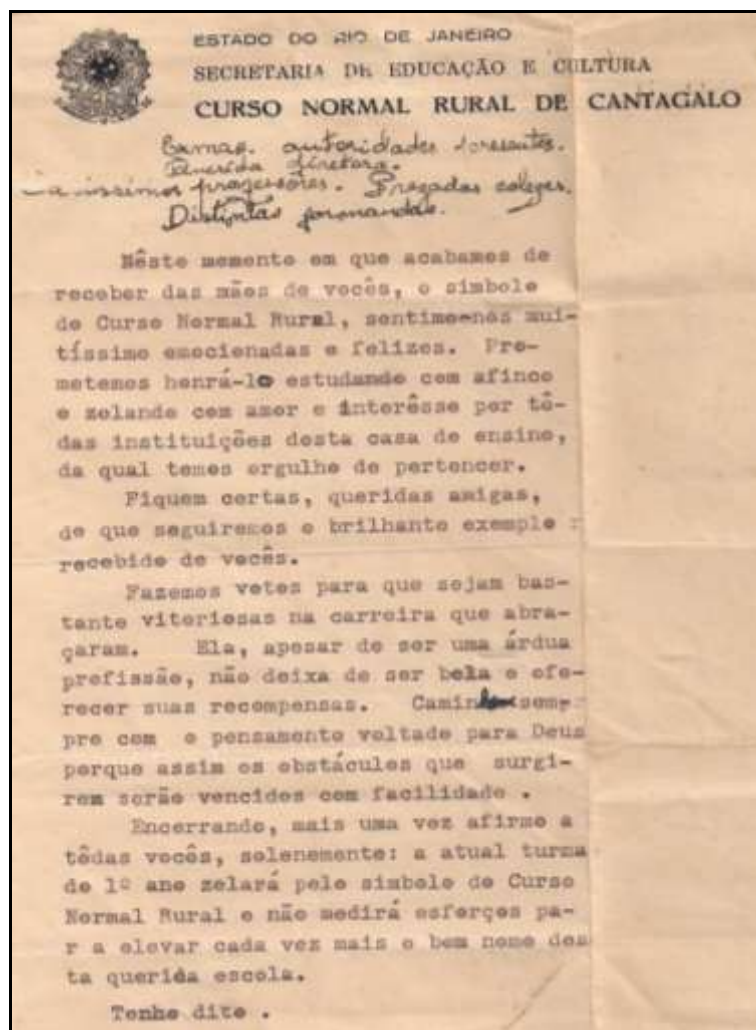 ESTADO DO RIO DE JANEIRO
SECRETARIA DE EDUCAÇÃO E CULTURA
CURSO NORMAL RURAL DE CANTAGALO
Exmas. autoridades presentes.
Querida diretora.
professores. Prezadas colegas.
Distintas formandas.
Nêste momento em que acabamos de
receber das mãos de vocês, o símbolo
do Curso Normal Rural, sentimo-nos mui-
tíssimo emocionadas e felizes. Pro-
metemos honrá-lo estudando com afinco
e zelando com amor e interêsse por tô-
das instituições desta casa de ensino,
da qual temos orgulho de pertencer.
Fiquem certas, queridas amigas,
de que seguiremos o brilhante exemplo
recebido de vocês.
Fazemos votos para que sejam bas-
tante vitoriosas na carreira que abra-
çaram. Ela, apesar de ser uma árdua
profissão, não deixa de ser bela e ofe-
recer suas recompensas. sem
pre com o pensamento voltado para Deus
porque assim os obstáculos que surgi-
rem serão vencidos com facilidade .
Encerrando, mais uma vez afirmo a
tôdas vocês, solenemente: a atual turma
do 1º ano zelará pelo símbolo do Curso
Normal Rural e não medirá esforços pa-
r a elevar cada vez mais o bom nome des
ta querida escola.
Tenho dito .